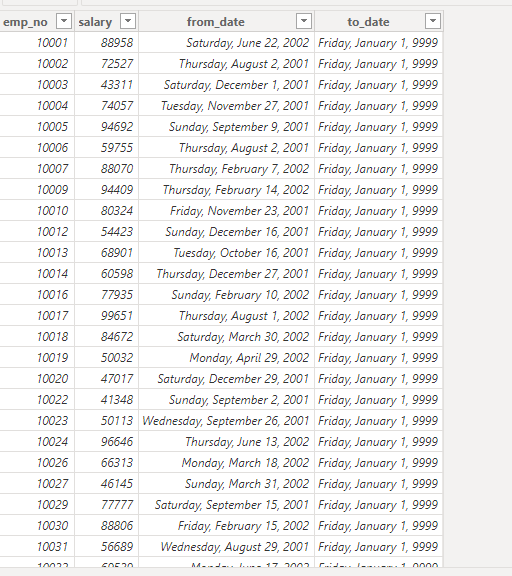 emp_no salary from_date to_date
10001 88958 Saturday, June 22, 2002 Friday, January 1, 9999
10002 72527 Thursday, August 2, 2001 Friday, January 1, 9999
10003 43311 Saturday, December 1, 2001 Friday, January 1, 9999
10004 74057 Tuesday, November 27, 2001 Friday, January 1, 9999
10005 94692 Sunday, September 9, 2001 Friday, January 1, 9999
10006 59755 Thursday, August 2, 2001 Friday, January 1, 9999
10007 88070 Thursday, February 7, 2002 Friday, January 1, 9999
10009 94409 Thursday, February 14, 2002 Friday, January 1, 9999
10010 80324 Friday, November 23, 2001 Friday, January 1, 9999
10012 54423 Sunday, December 16, 2001 Friday, January 1, 9999
10013 68901 Tuesday, October 16, 2001 Friday, January 1, 9999
10014 60598 Thursday, December 27, 2001 Friday, January 1, 9999
10016 77935 Sunday, February 10, 2002 Friday, January 1, 9999
10017 99651 Thursday, August 1, 2002 Friday, January 1, 9999
10018 84672 Saturday, March 30, 2002 Friday, January 1, 9999
10019 50032 Monday, April 29, 2002 Friday, January 1, 9999
10020 47017 Saturday, December 29, 2001 Friday, January 1, 9999
10022 41348 Sunday, September 2, 2001 Friday, January 1, 9999
10023 50113 Wednesday, September 26, 2001 Friday, January 1, 9999
10024 96646 Thursday, June 13, 2002 Friday, January 1, 9999
10026 66313 Monday, March 18, 2002 Friday, January 1, 9999
10027 46145 Sunday, March 31, 2002 Friday, January 1, 9999
10029 77777 Saturday, September 15, 2001 Friday, January 1, 9999
10030 88806 Friday, February 15, 2002 Friday, January 1, 9999
10031 56689 Wednesday, August 29, 2001 Friday, January 1, 9999
Monday, June 17, 2002 Friday, January 1, 9999